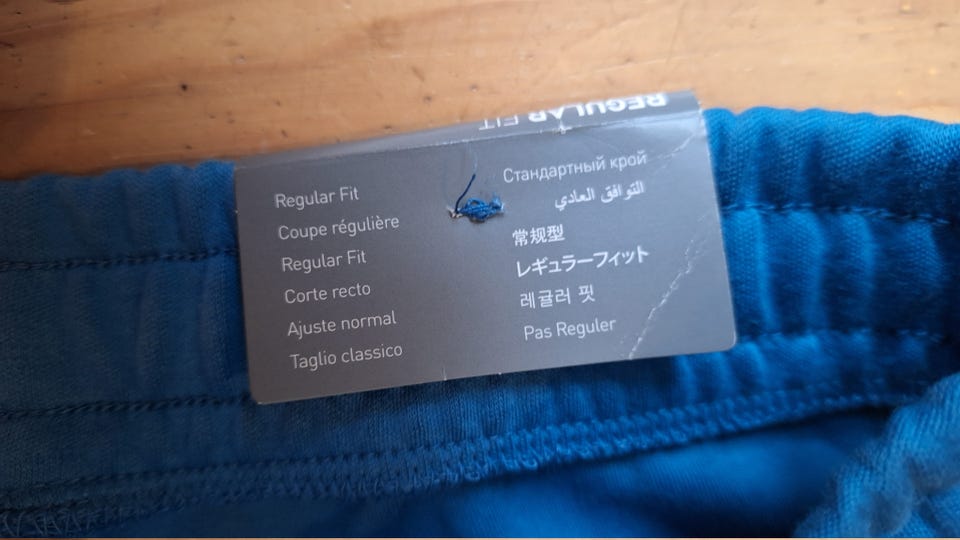 REGULAR FIT
Regular Fit
Coupe régulière
Regular Fit
Corte recto
Ajuste normal
Taglio classico
Стандартный крой
التوافق العادي
常规型
レギュラーフィット
레귤러 핏
Pas Reguler